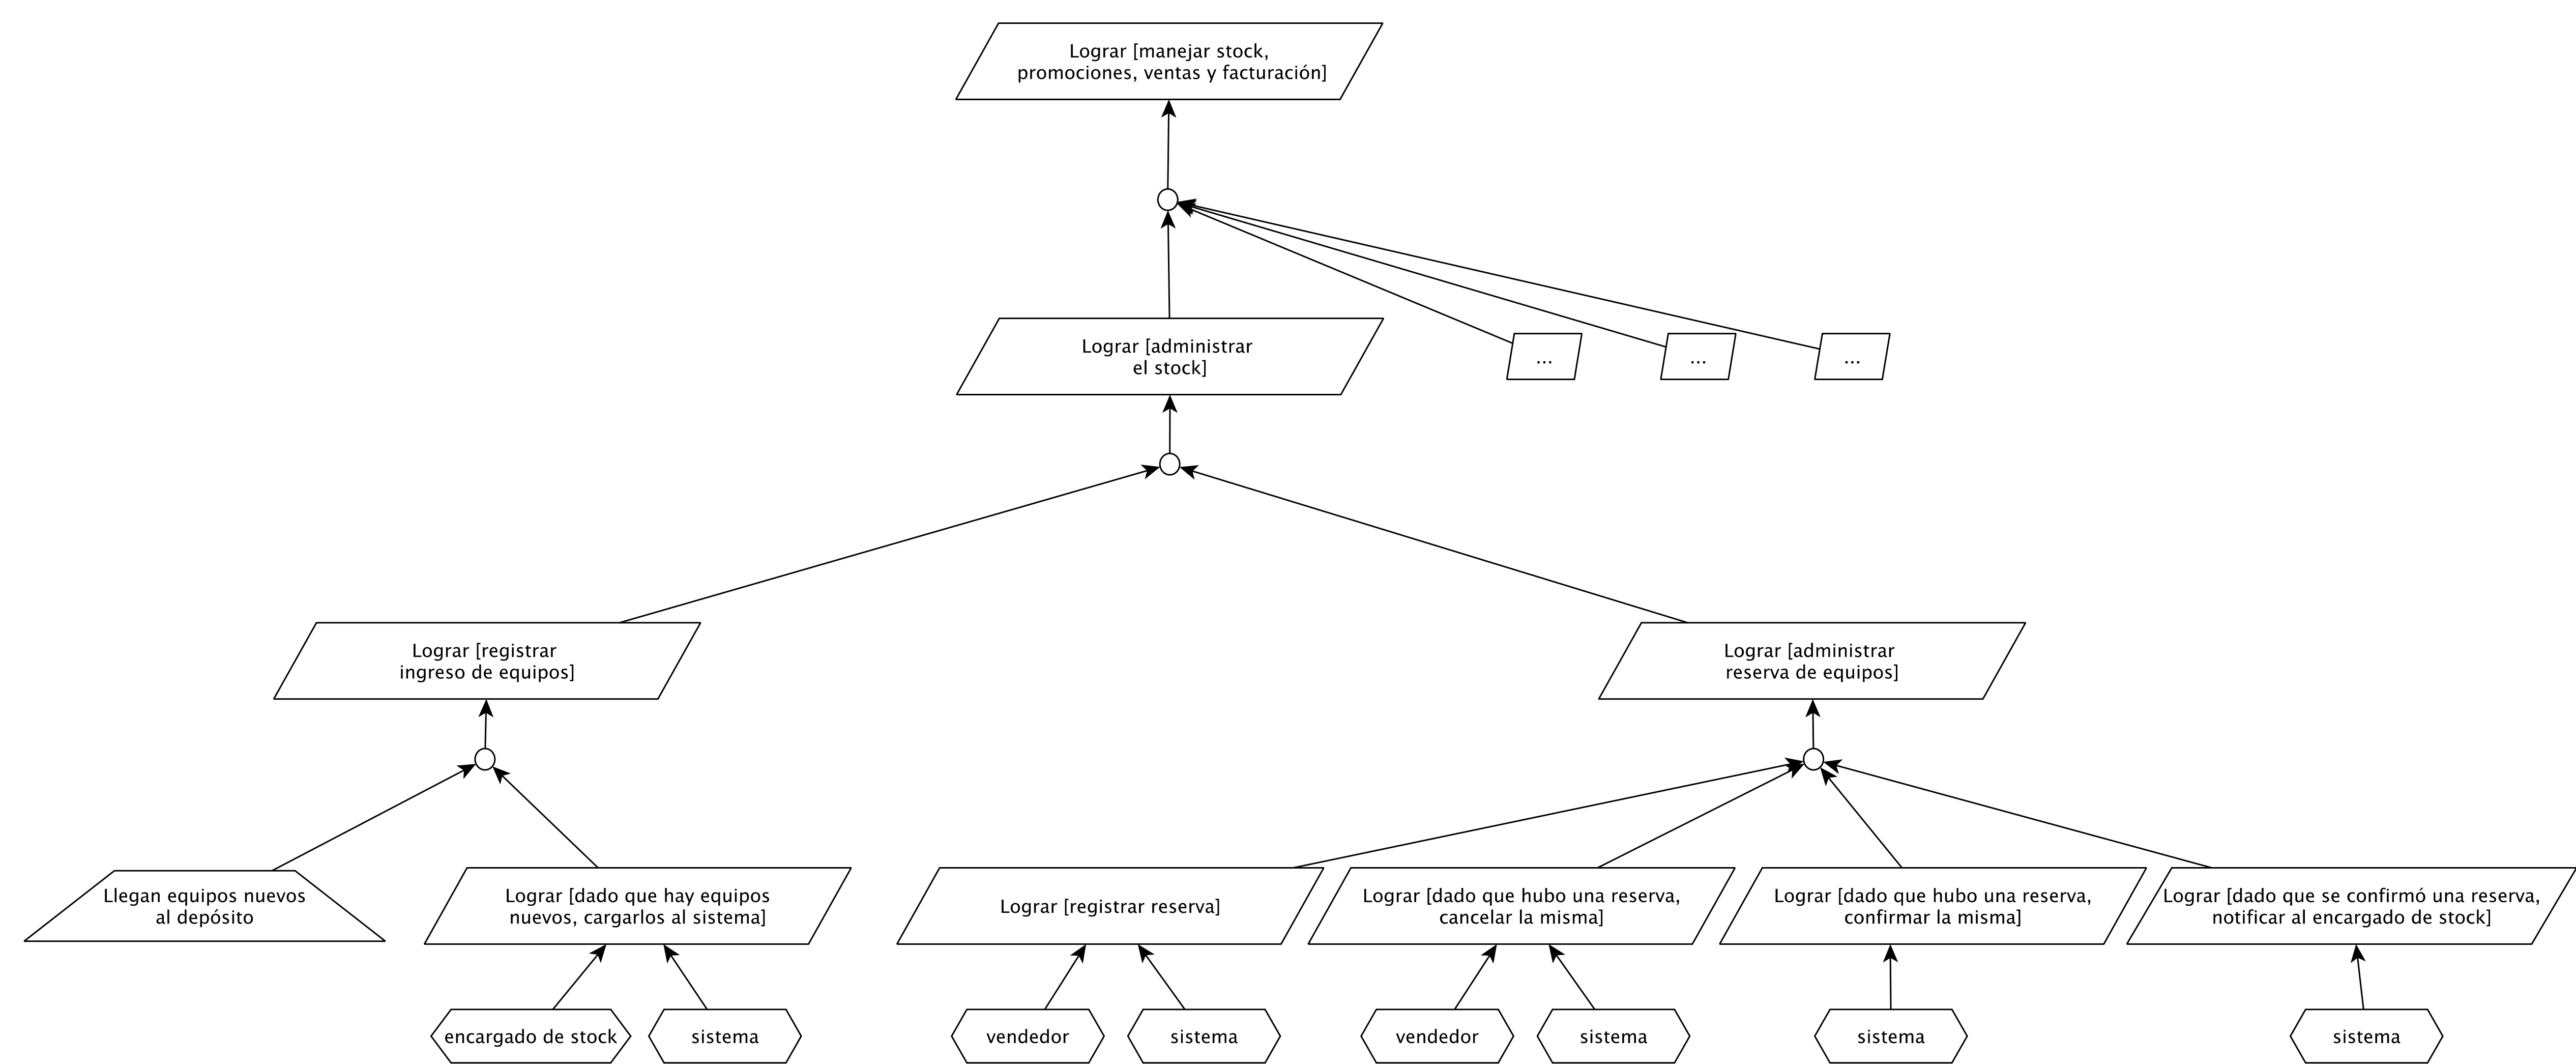 Lograr [manejar stock,
promociones, ventas y facturación]
Lograr [administrar
el stock]
...
...
...
Lograr [registrar
ingreso de equipos]
Lograr [administrar
reserva de equipos]
Llegan equipos nuevos
al depósito
Lograr [dado que hay equipos
nuevos, cargarlos al sistema]
Lograr [registrar reserva]
Lograr [dado que hubo una reserva,
cancelar la misma]
Lograr [dado que hubo una reserva,
confirmar la misma]
Lograr [dado que se confirmó una reserva,
notificar al encargado de stock]
encargado de stock
sistema
vendedor
sistema
vendedor
sistema
sistema
sistema